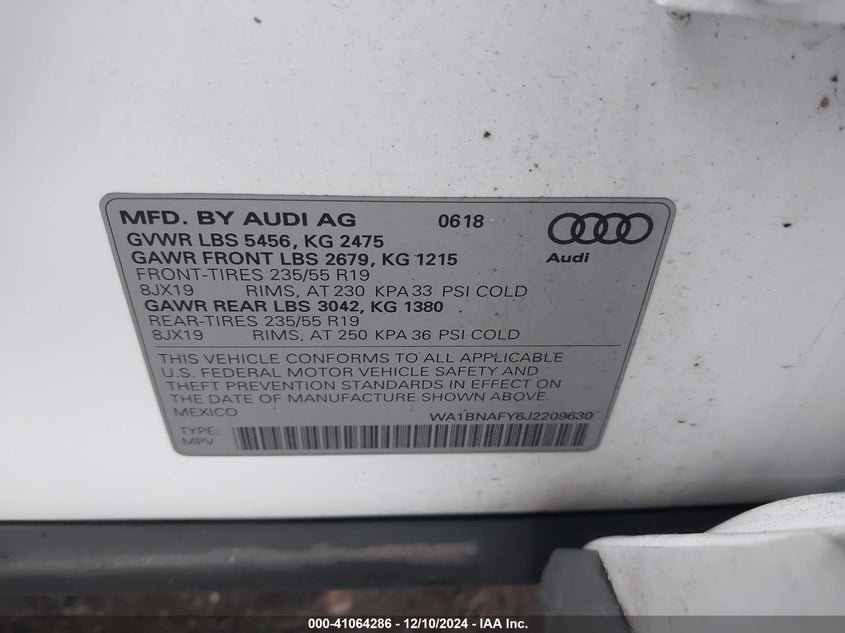 MFD. BY AUDI AG 0618
GVWR LBS 5456, KG 2475
GAWR FRONT LBS 2679, KG 1215
FRONT-TIRES 235/55 R19
8JX19 RIMS, AT 230 KPA 33 PSI COLD
GAWR REAR LBS 3042, KG 1380
REAR-TIRES 235/55 R19
8JX19 RIMS, AT 250 KPA 36 PSI COLD
Audi
THIS VEHICLE CONFORMS TO ALL APPLICABLE
U.S. FEDERAL MOTOR VEHICLE SAFETY AND
THEFT PREVENTION STANDARDS IN EFFECT ON
THE DATE OF MANUFACTURE SHOWN ABOVE.
MEXICO WA1BNAFY6J2209630
TYPE:
MPV
000-41064286 - 12/10/2024 - IAA Inc.